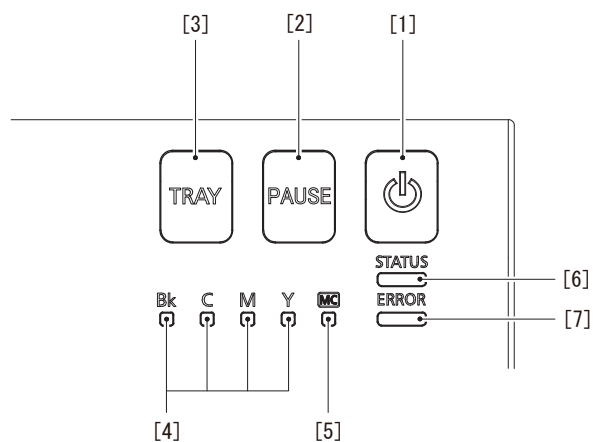 [3] [2] [1]
TRAY PAUSE
STATUS
[6]
Bk C M Y MC ERROR
[7]
[4] [5]